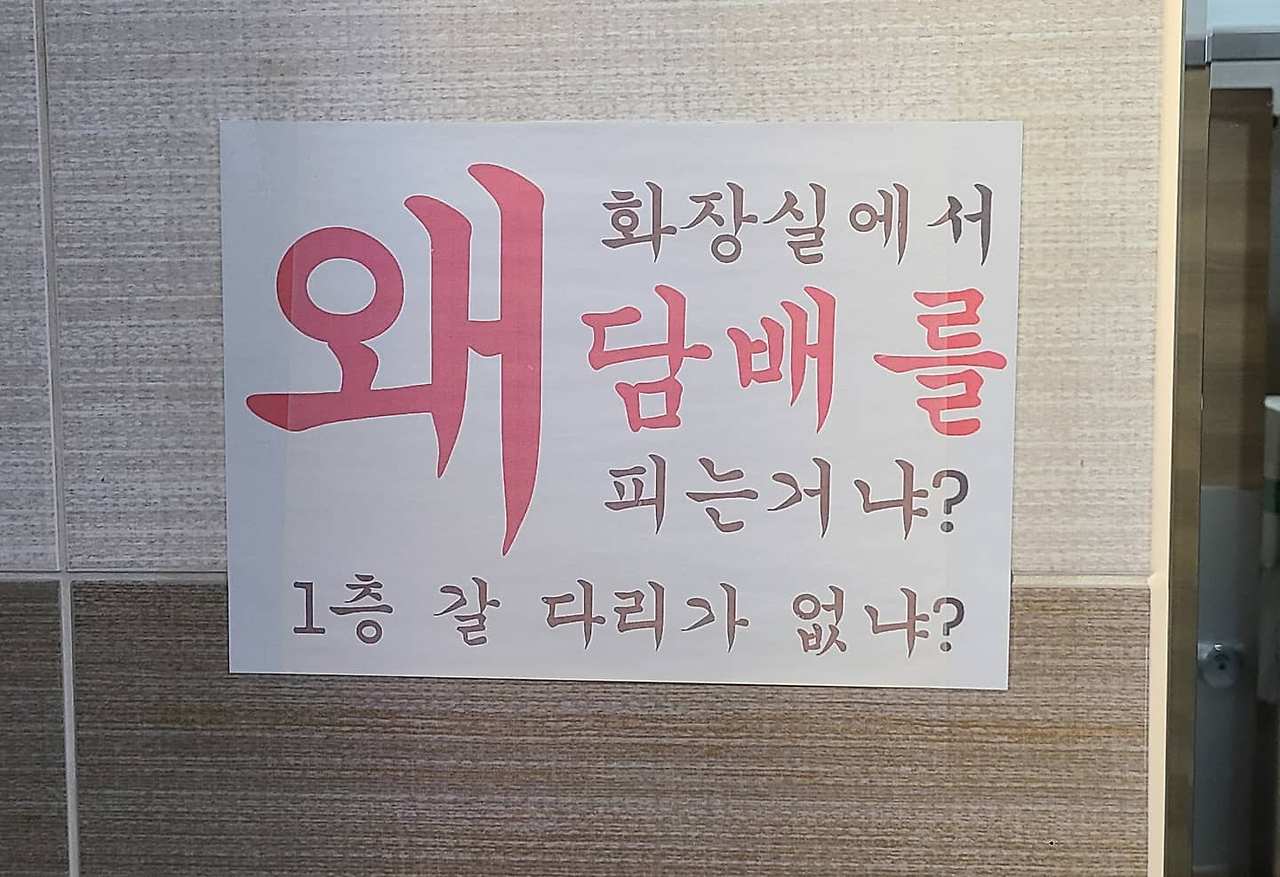 왜
화장실에서
담배를
피는거냐?
1층 갈 다리가 없냐?